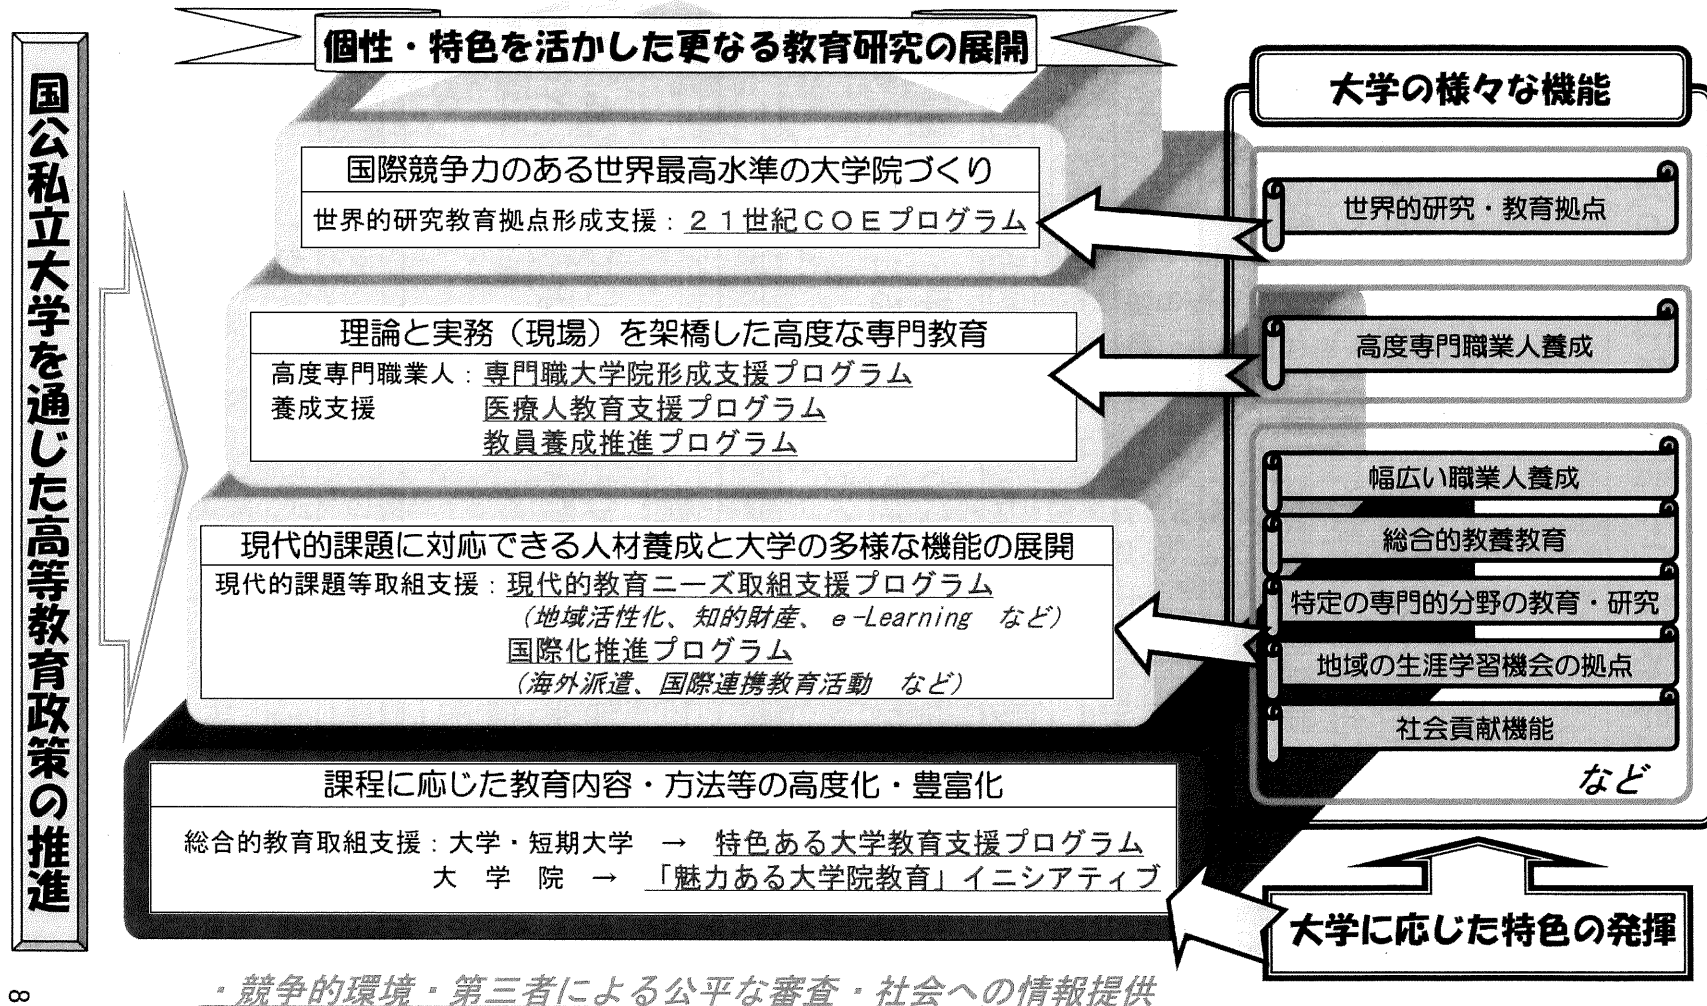 国公私立大学を通じた高等教育政策の推進
個性・特色を活かした更なる教育研究の展開
国際競争力のある世界最高水準の大学院づくり
世界的研究教育拠点形成支援：２１世紀ＣＯＥプログラム
理論と実務（現場）を架橋した高度な専門教育
高度専門職業人：専門職大学院形成支援プログラム
養成支援　医療人教育支援プログラム
教員養成推進プログラム
現代的課題に対応できる人材養成と大学の多様な機能の展開
現代的課題等取組支援：現代的教育ニーズ取組支援プログラム
（地域活性化、知的財産、e-Learning　など）
国際化推進プログラム
（海外派遣、国際連携教育活動　など）
課程に応じた教育内容・方法等の高度化・豊富化
総合的教育取組支援：大学・短期大学　→　特色ある大学教育支援プログラム
大　学　院　→　「魅力ある大学院教育」イニシアティブ
大学の様々な機能
世界的研究・教育拠点
高度専門職業人養成
幅広い職業人養成
総合的教養教育
特定の専門的分野の教育・研究
地域の生涯学習機会の拠点
社会貢献機能
など
大学に応じた特色の発揮
・競争的環境・第三者による公平な審査・社会への情報提供
8